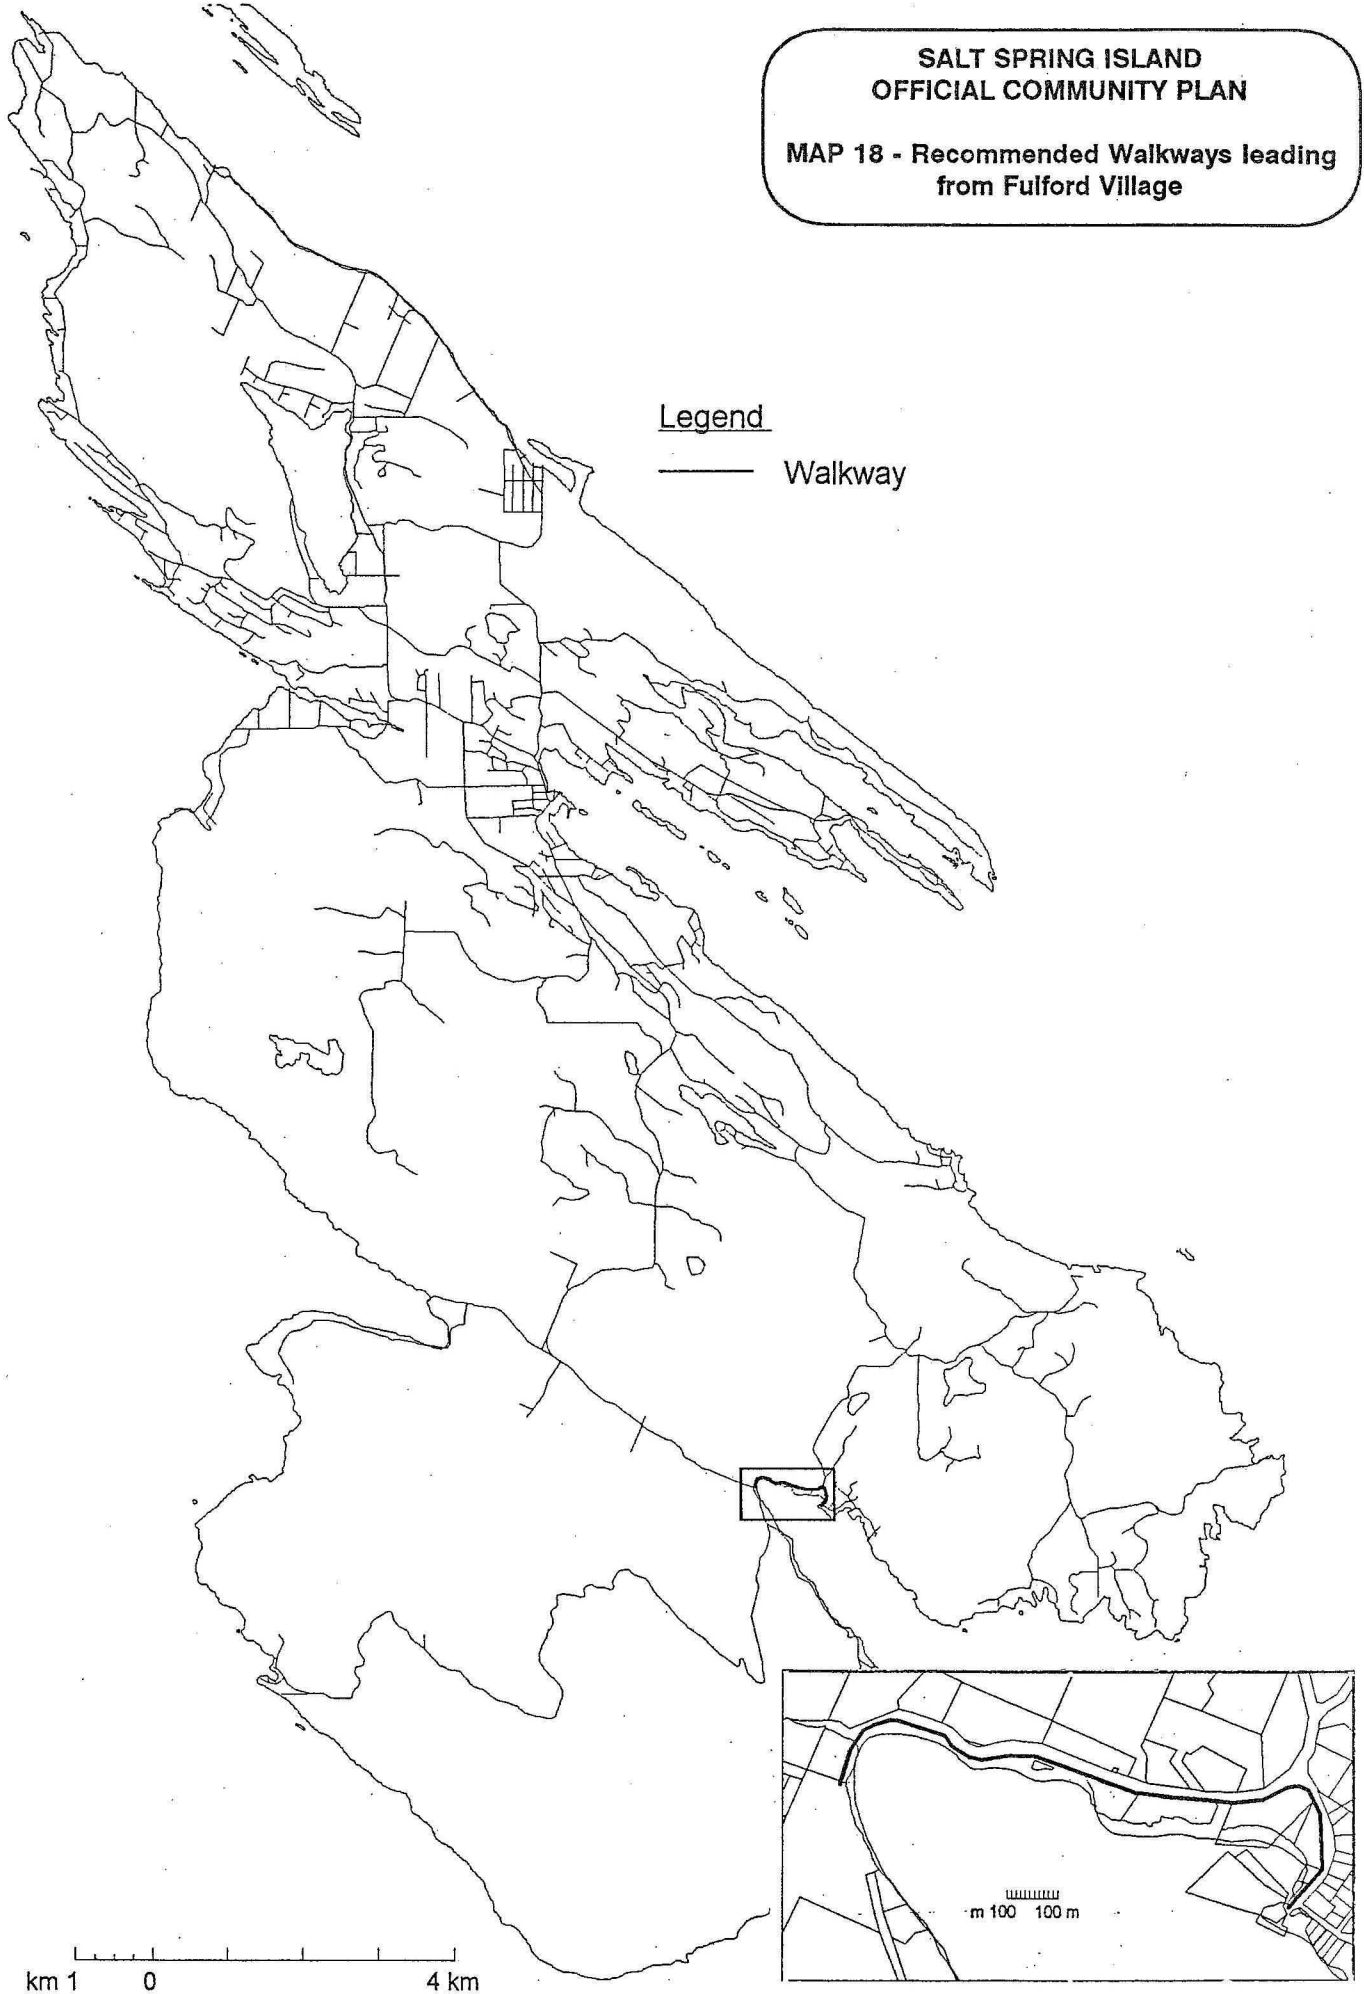 SALT SPRING ISLAND
OFFICIAL COMMUNITY PLAN
MAP 18 - Recommended Walkways leading
from Fulford Village
Legend
Walkway
m 100 100 m
km 1 0 4 km